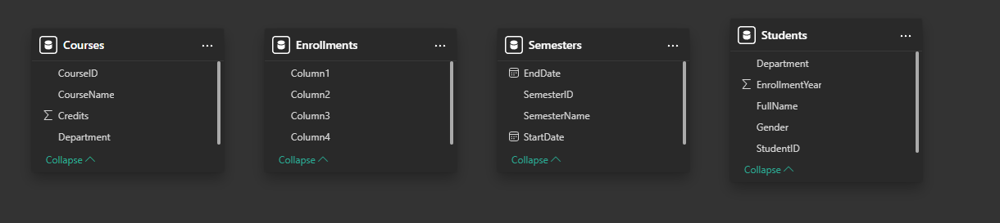 Courses
CourseID
CourseName
Credits
Department
Collapse
Enrollments
Column1
Column2
Column3
Column4
Collapse
Semesters
EndDate
SemesterID
SemesterName
StartDate
Collapse
Students
Department
EnrollmentYear
FullName
Gender
StudentID
Collapse